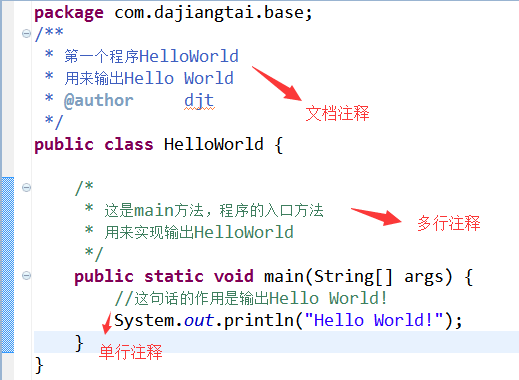 package com.dajiangtai.base;
/**
 * 第一个程序HelloWorld
 * 用来输出Hello World
 * @author     djt
 */
文档注释
public class HelloWorld {
/*
 * 这是main方法，程序的入口方法
 * 用来实现输出HelloWorld
 */
多行注释
public static void main(String[] args) {
//这句话的作用是输出Hello World!
System.out.println("Hello World!");
}
单行注释
}